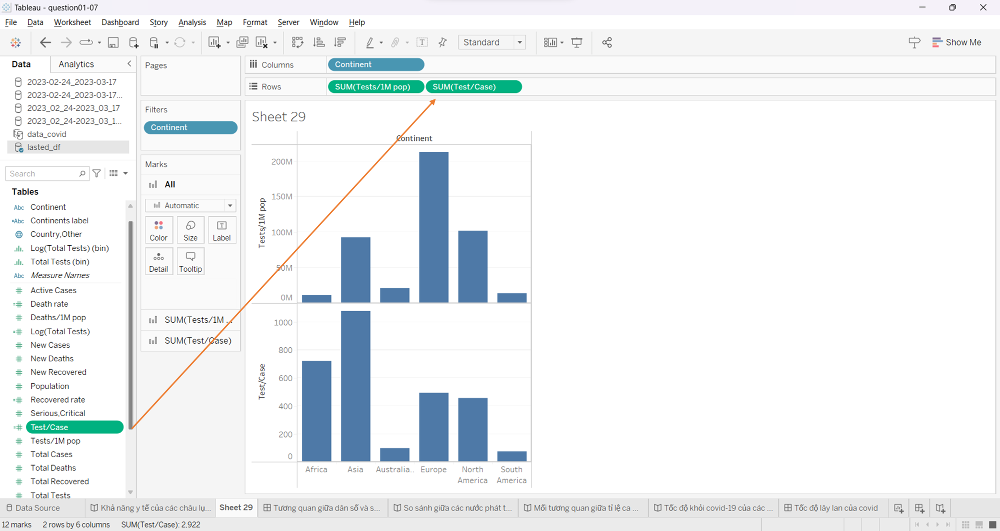 Tableau - question01-07
File Data Worksheet Dashboard Story Analysis Map Format Server Window Help
Standard
Show Me
Data Analytics
2023-02-24_2023-03-17
2023-02-24_2023-03-17...
2023_02_24-2023_03_17
2023_02_24-2023_03_1...
data_covid
lasted_df
Search
Tables
Abc Continent
=Abc Continents label
Country,Other
Log(Total Tests) (bin)
Total Tests (bin)
Abc Measure Names
# Active Cases
=# Death rate
# Deaths/1M pop
=# Log(Total Tests)
# New Cases
# New Deaths
# New Recovered
# Population
=# Recovered rate
# Serious,Critical
=# Test/Case
# Tests/1M pop
# Total Cases
# Total Deaths
# Total Recovered
# Total Tests
Pages
Filters
Continent
Marks
All
Automatic
Color Size Label
Detail Tooltip
SUM(Tests/1M ...
SUM(Test/Case)
Columns Continent
Rows SUM(Tests/1M pop) SUM(Test/Case)
Sheet 29
Continent
Tests/1M pop
200M
150M
100M
50M
0M
Test/Case
1000
800
600
400
200
0
Africa Asia Australia.. Europe North America South America
Data Source Khả năng y tế của các châu lụ... Sheet 29 Tương quan giữa dân số và s... So sánh giữa các nước phát t... Mối tương quan giữa tỉ lệ ca ... Tốc độ khỏi covid-19 của các ... Tốc độ lây lan của covid
12 marks 2 rows by 6 columns SUM(Test/Case): 2,922